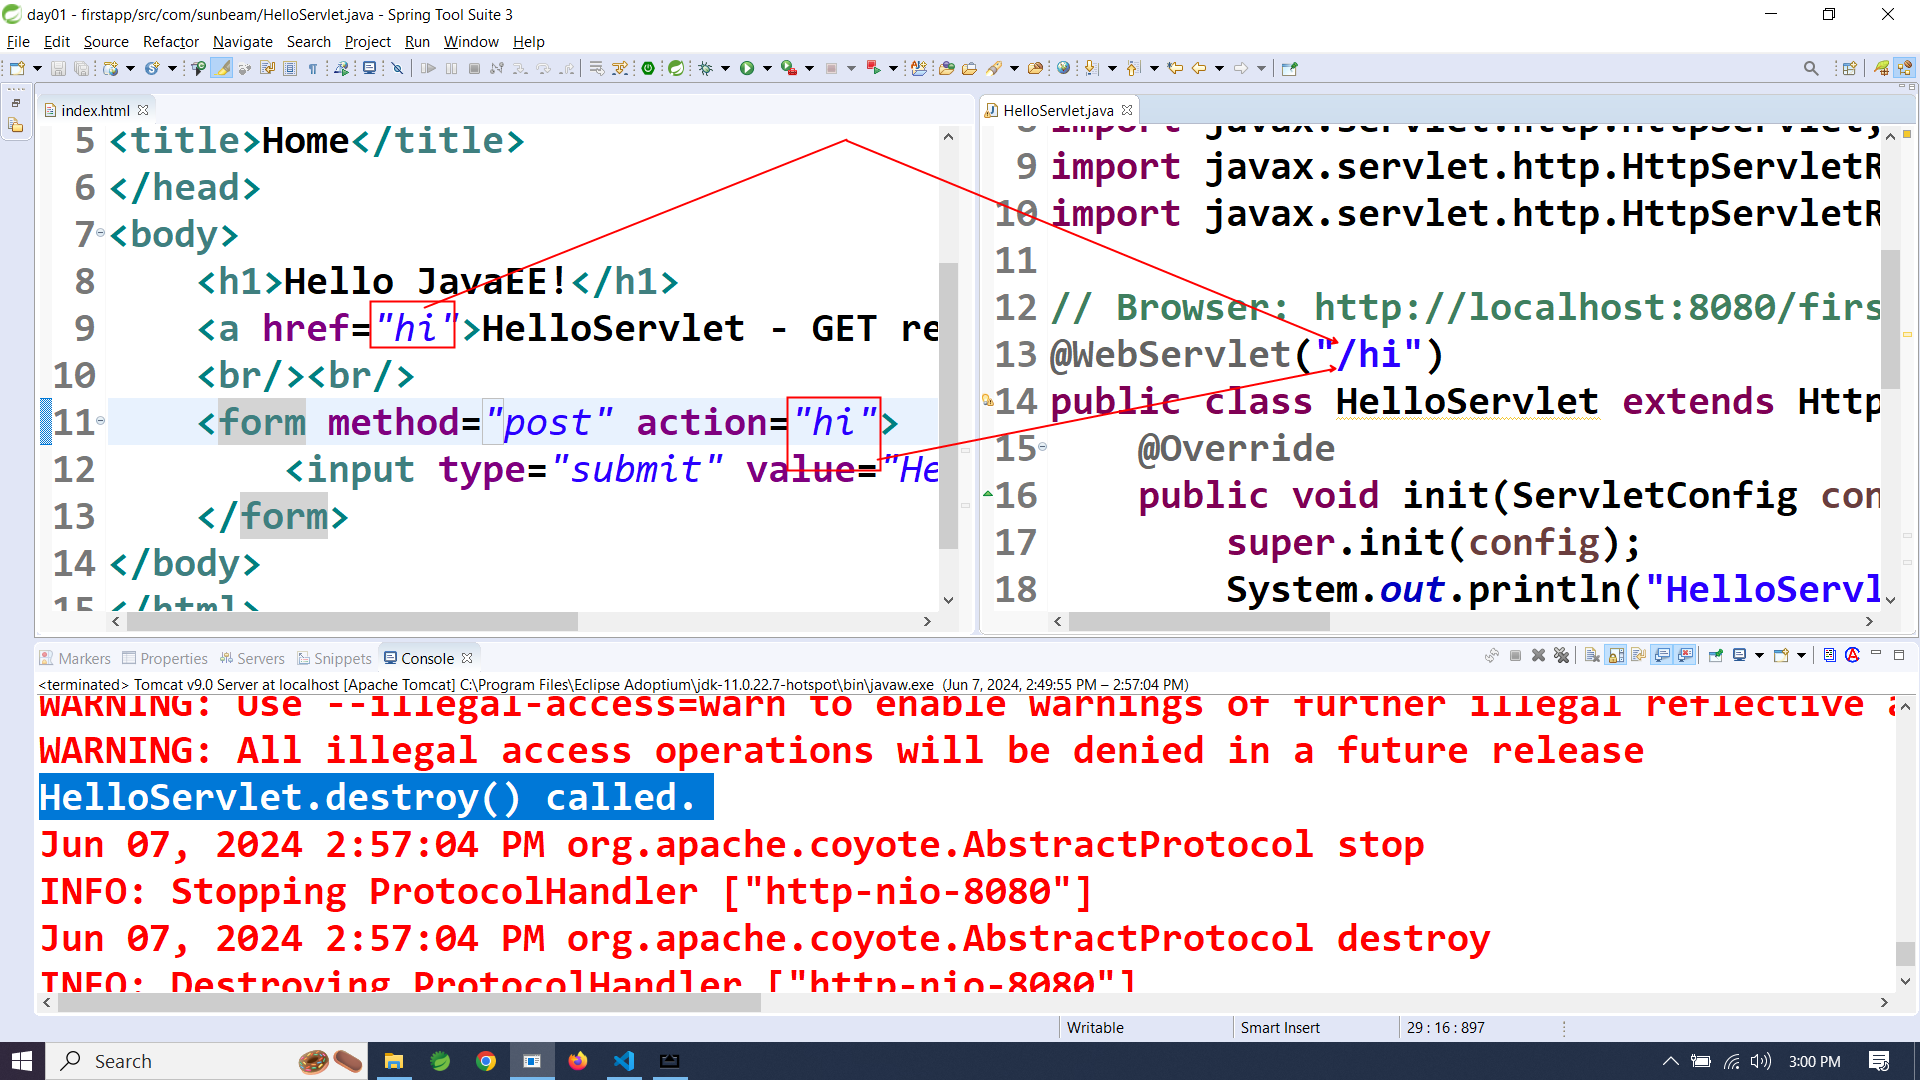 day01 - firstapp/src/com/sunbeam/HelloServlet.java - Spring Tool Suite 3
File Edit Source Refactor Navigate Search Project Run Window Help
index.html
5 <title>Home</title>
6 </head>
7 <body>
8 <h1>Hello JavaEE!</h1>
9 <a href="hi">HelloServlet - GET re
10 <br/><br/>
11 <form method="post" action="hi">
12 <input type="submit" value="He
13 </form>
14 </body>
15 </html>
HelloServlet.java
8 import javax.servlet.http.HttpServlet;
9 import javax.servlet.http.HttpServletR
10 import javax.servlet.http.HttpServletR
11
12 // Browser: http://localhost:8080/firs
13 @WebServlet("/hi")
14 public class HelloServlet extends Http
15 @Override
16 public void init(ServletConfig con
17 super.init(config);
18 System.out.println("HelloServl
Markers Properties Servers Snippets Console
<terminated> Tomcat v9.0 Server at localhost [Apache Tomcat] C:\Program Files\Eclipse Adoptium\jdk-11.0.22.7-hotspot\bin\javaw.exe (Jun 7, 2024, 2:49:55 PM – 2:57:04 PM)
WARNING: Use --illegal-access=warn to enable warnings of further illegal reflective a
WARNING: All illegal access operations will be denied in a future release
HelloServlet.destroy() called.
Jun 07, 2024 2:57:04 PM org.apache.coyote.AbstractProtocol stop
INFO: Stopping ProtocolHandler ["http-nio-8080"]
Jun 07, 2024 2:57:04 PM org.apache.coyote.AbstractProtocol destroy
INFO: Destroying ProtocolHandler ["http-nio-8080"]
Writable Smart Insert 29 : 16 : 897
Search
3:00 PM